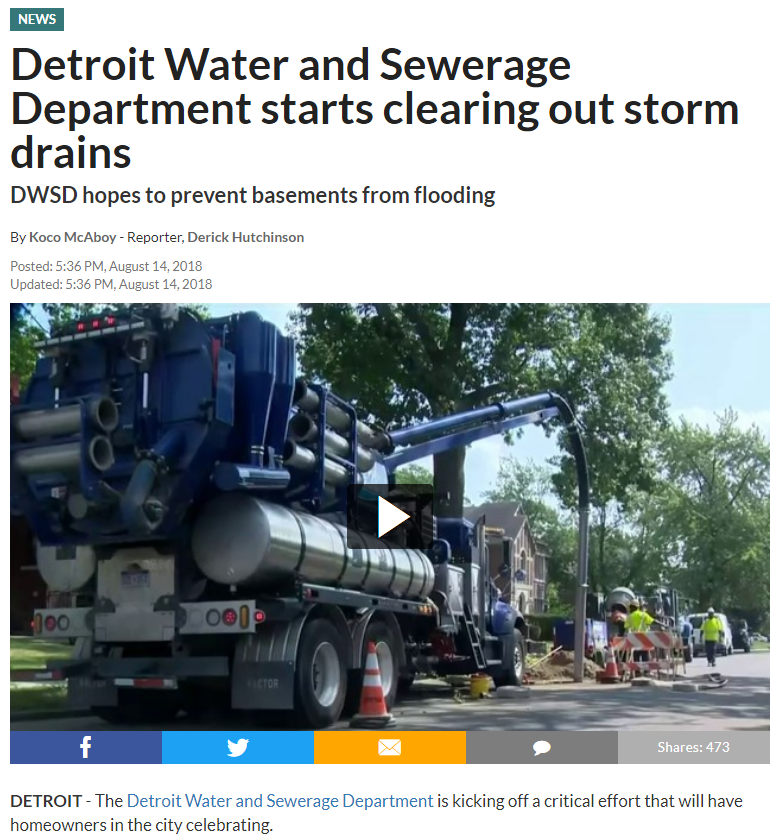 NEWS
Detroit Water and Sewerage
Department starts clearing out storm
drains
DWSD hopes to prevent basements from flooding
By Koco McAboy - Reporter, Derick Hutchinson
Posted: 5:36 PM, August 14, 2018
Updated: 5:36 PM, August 14, 2018
Shares: 473
DETROIT - The Detroit Water and Sewerage Department is kicking off a critical effort that will have
homeowners in the city celebrating.